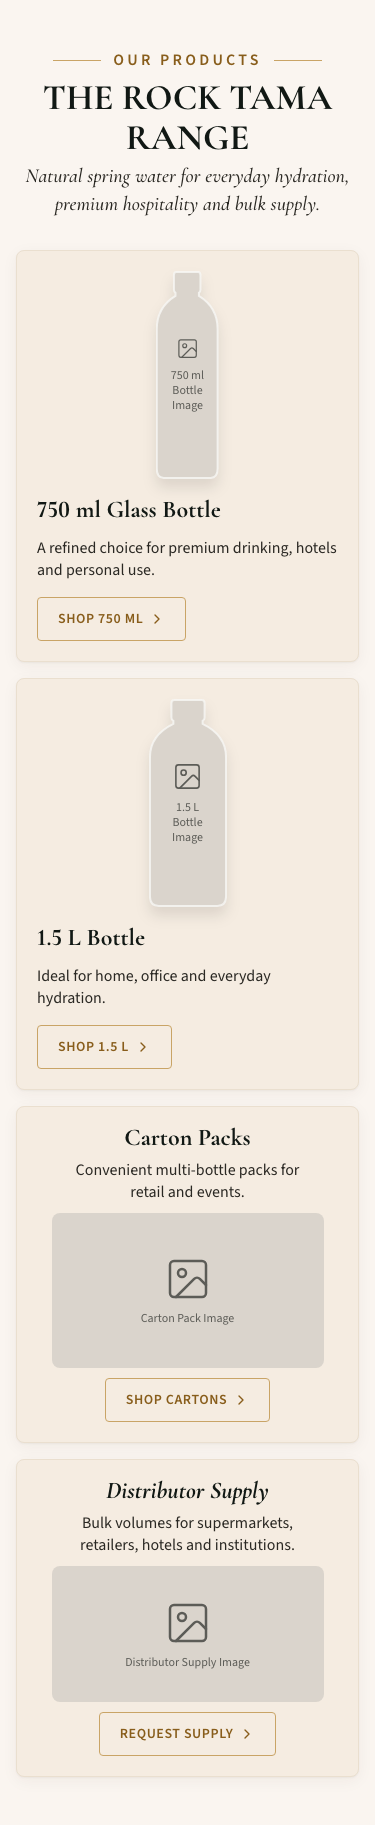 OUR PRODUCTS
THE ROCK TAMA
RANGE
Natural spring water for everyday hydration,
premium hospitality and bulk supply.
750 ml
Bottle
Image
750 ml Glass Bottle
A refined choice for premium drinking, hotels
and personal use.
SHOP 750 ML
1.5 L
Bottle
Image
1.5 L Bottle
Ideal for home, office and everyday
hydration.
SHOP 1.5 L
Carton Packs
Convenient multi-bottle packs for
retail and events.
Carton Pack Image
SHOP CARTONS
Distributor Supply
Bulk volumes for supermarkets,
retailers, hotels and institutions.
Distributor Supply Image
REQUEST SUPPLY